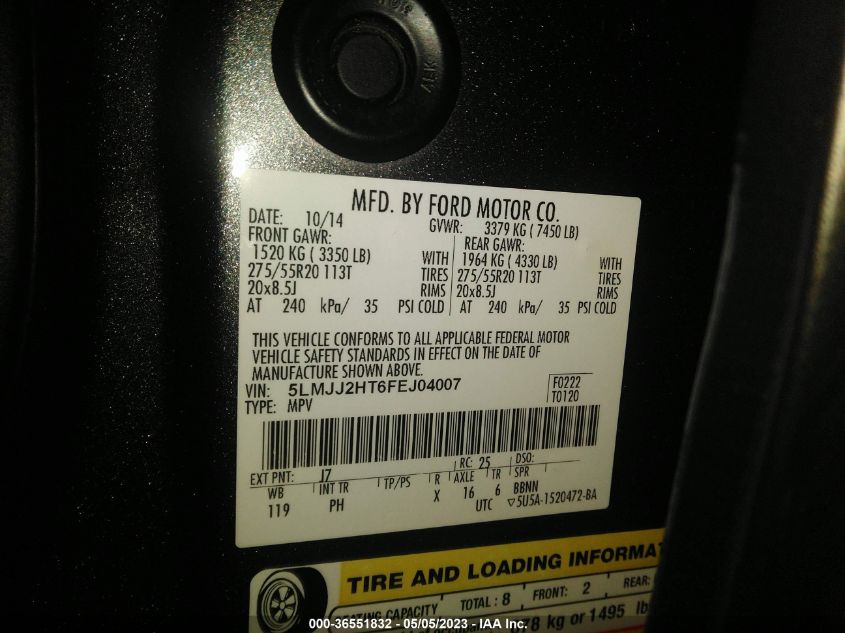 MFD. BY FORD MOTOR CO.
DATE: 10/14 GVWR: 3379 KG ( 7450 LB)
FRONT GAWR: REAR GAWR:
1520 KG ( 3350 LB) WITH 1964 KG ( 4330 LB) WITH
275/55R20 113T TIRES 275/55R20 113T TIRES
20x8.5J RIMS 20x8.5J RIMS
AT 240 kPa/ 35 PSI COLD AT 240 kPa/ 35 PSI COLD
THIS VEHICLE CONFORMS TO ALL APPLICABLE FEDERAL MOTOR
VEHICLE SAFETY STANDARDS IN EFFECT ON THE DATE OF
MANUFACTURE SHOWN ABOVE.
VIN: 5LMJJ2HT6FEJ04007 F0222
TYPE: MPV T0120
EXT PNT: J7 RC: 25 DSO:
WB INT TR TP/PS R AXLE TR SPR
119 PH X 16 6 BBNN
UTC ▽5U5A-1520472-BA
TIRE AND LOADING
TOTAL : 8 FRONT: 2 REAR:
CAPACITY
kg or 1495
000-36551832 - 05/05/2023 - IAA Inc.